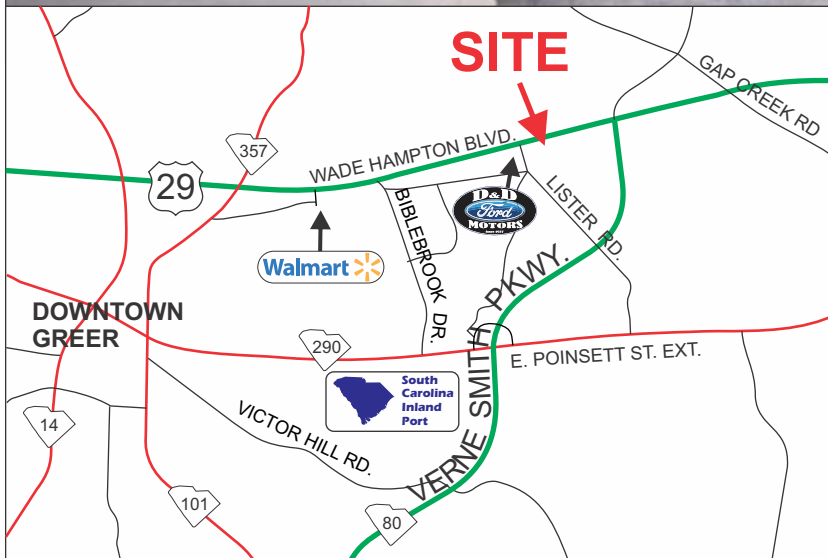 SITE
GAP CREEK RD
357
WADE HAMPTON BLVD.
29
D&D
Ford
MOTORS
LISTER RD.
BIBLEBROOK DR.
Walmart
VERNE SMITH PKWY.
DOWNTOWN
GREER
290
E. POINSETT ST. EXT.
South
Carolina
Inland
Port
VICTOR HILL RD.
14
101
80